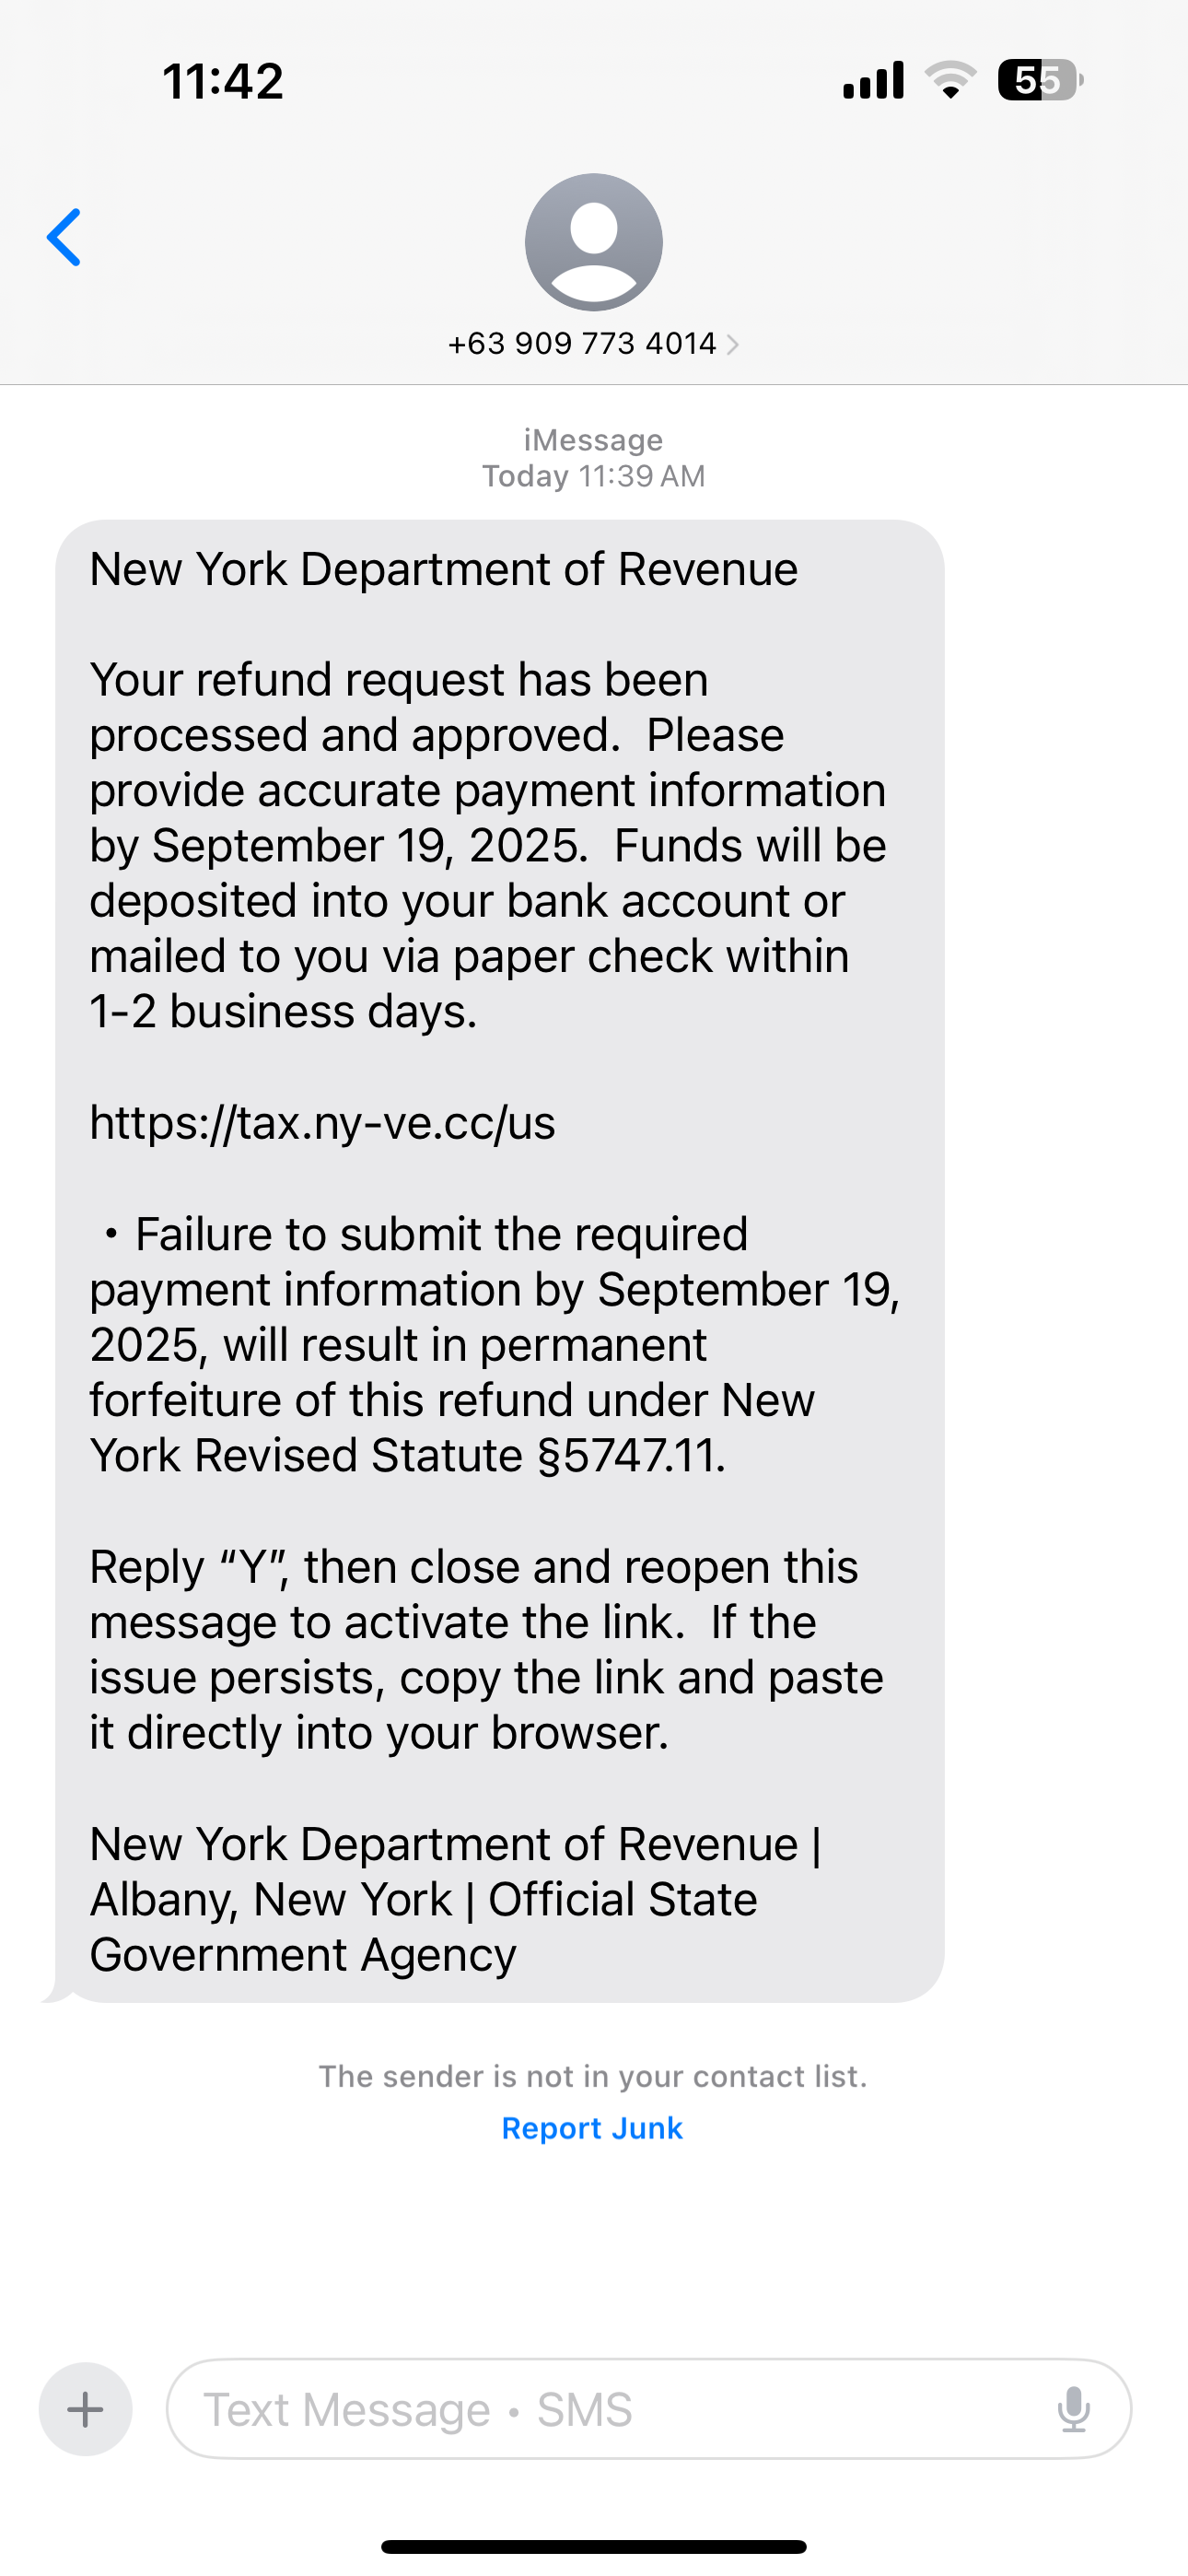 11:42
55
+63 909 773 4014
iMessage
Today 11:39 AM
New York Department of Revenue
Your refund request has been
processed and approved.  Please
provide accurate payment information
by September 19, 2025.  Funds will be
deposited into your bank account or
mailed to you via paper check within
1-2 business days.
https://tax.ny-ve.cc/us
• Failure to submit the required
payment information by September 19,
2025, will result in permanent
forfeiture of this refund under New
York Revised Statute §5747.11.
Reply “Y”, then close and reopen this
message to activate the link.  If the
issue persists, copy the link and paste
it directly into your browser.
New York Department of Revenue |
Albany, New York | Official State
Government Agency
The sender is not in your contact list.
Report Junk
Text Message • SMS